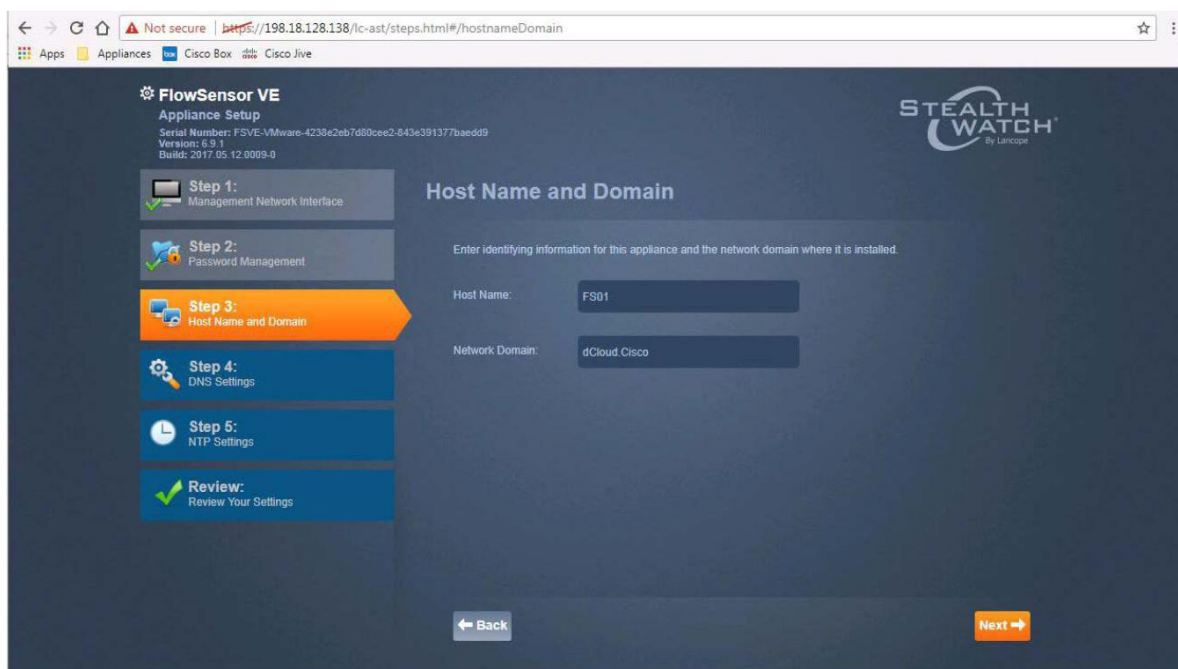 Not secure | https://198.18.128.138/lc-ast/steps.html#/hostnameDomain
Apps Appliances box Cisco Box cisco Cisco Jive
FlowSensor VE
Appliance Setup
Serial Number: FSVE-VMware-4238e2eb7d80cee2-843e391377baedd9
Version: 6.9.1
Build: 2017.05.12.0009-0
STEALTH
WATCH®
By Lancope
Step 1:
Management Network Interface
Step 2:
Password Management
Step 3:
Host Name and Domain
Step 4:
DNS Settings
Step 5:
NTP Settings
Review:
Review Your Settings
Host Name and Domain
Enter identifying information for this appliance and the network domain where it is installed.
Host Name: FS01
Network Domain: dCloud.Cisco
Back
Next